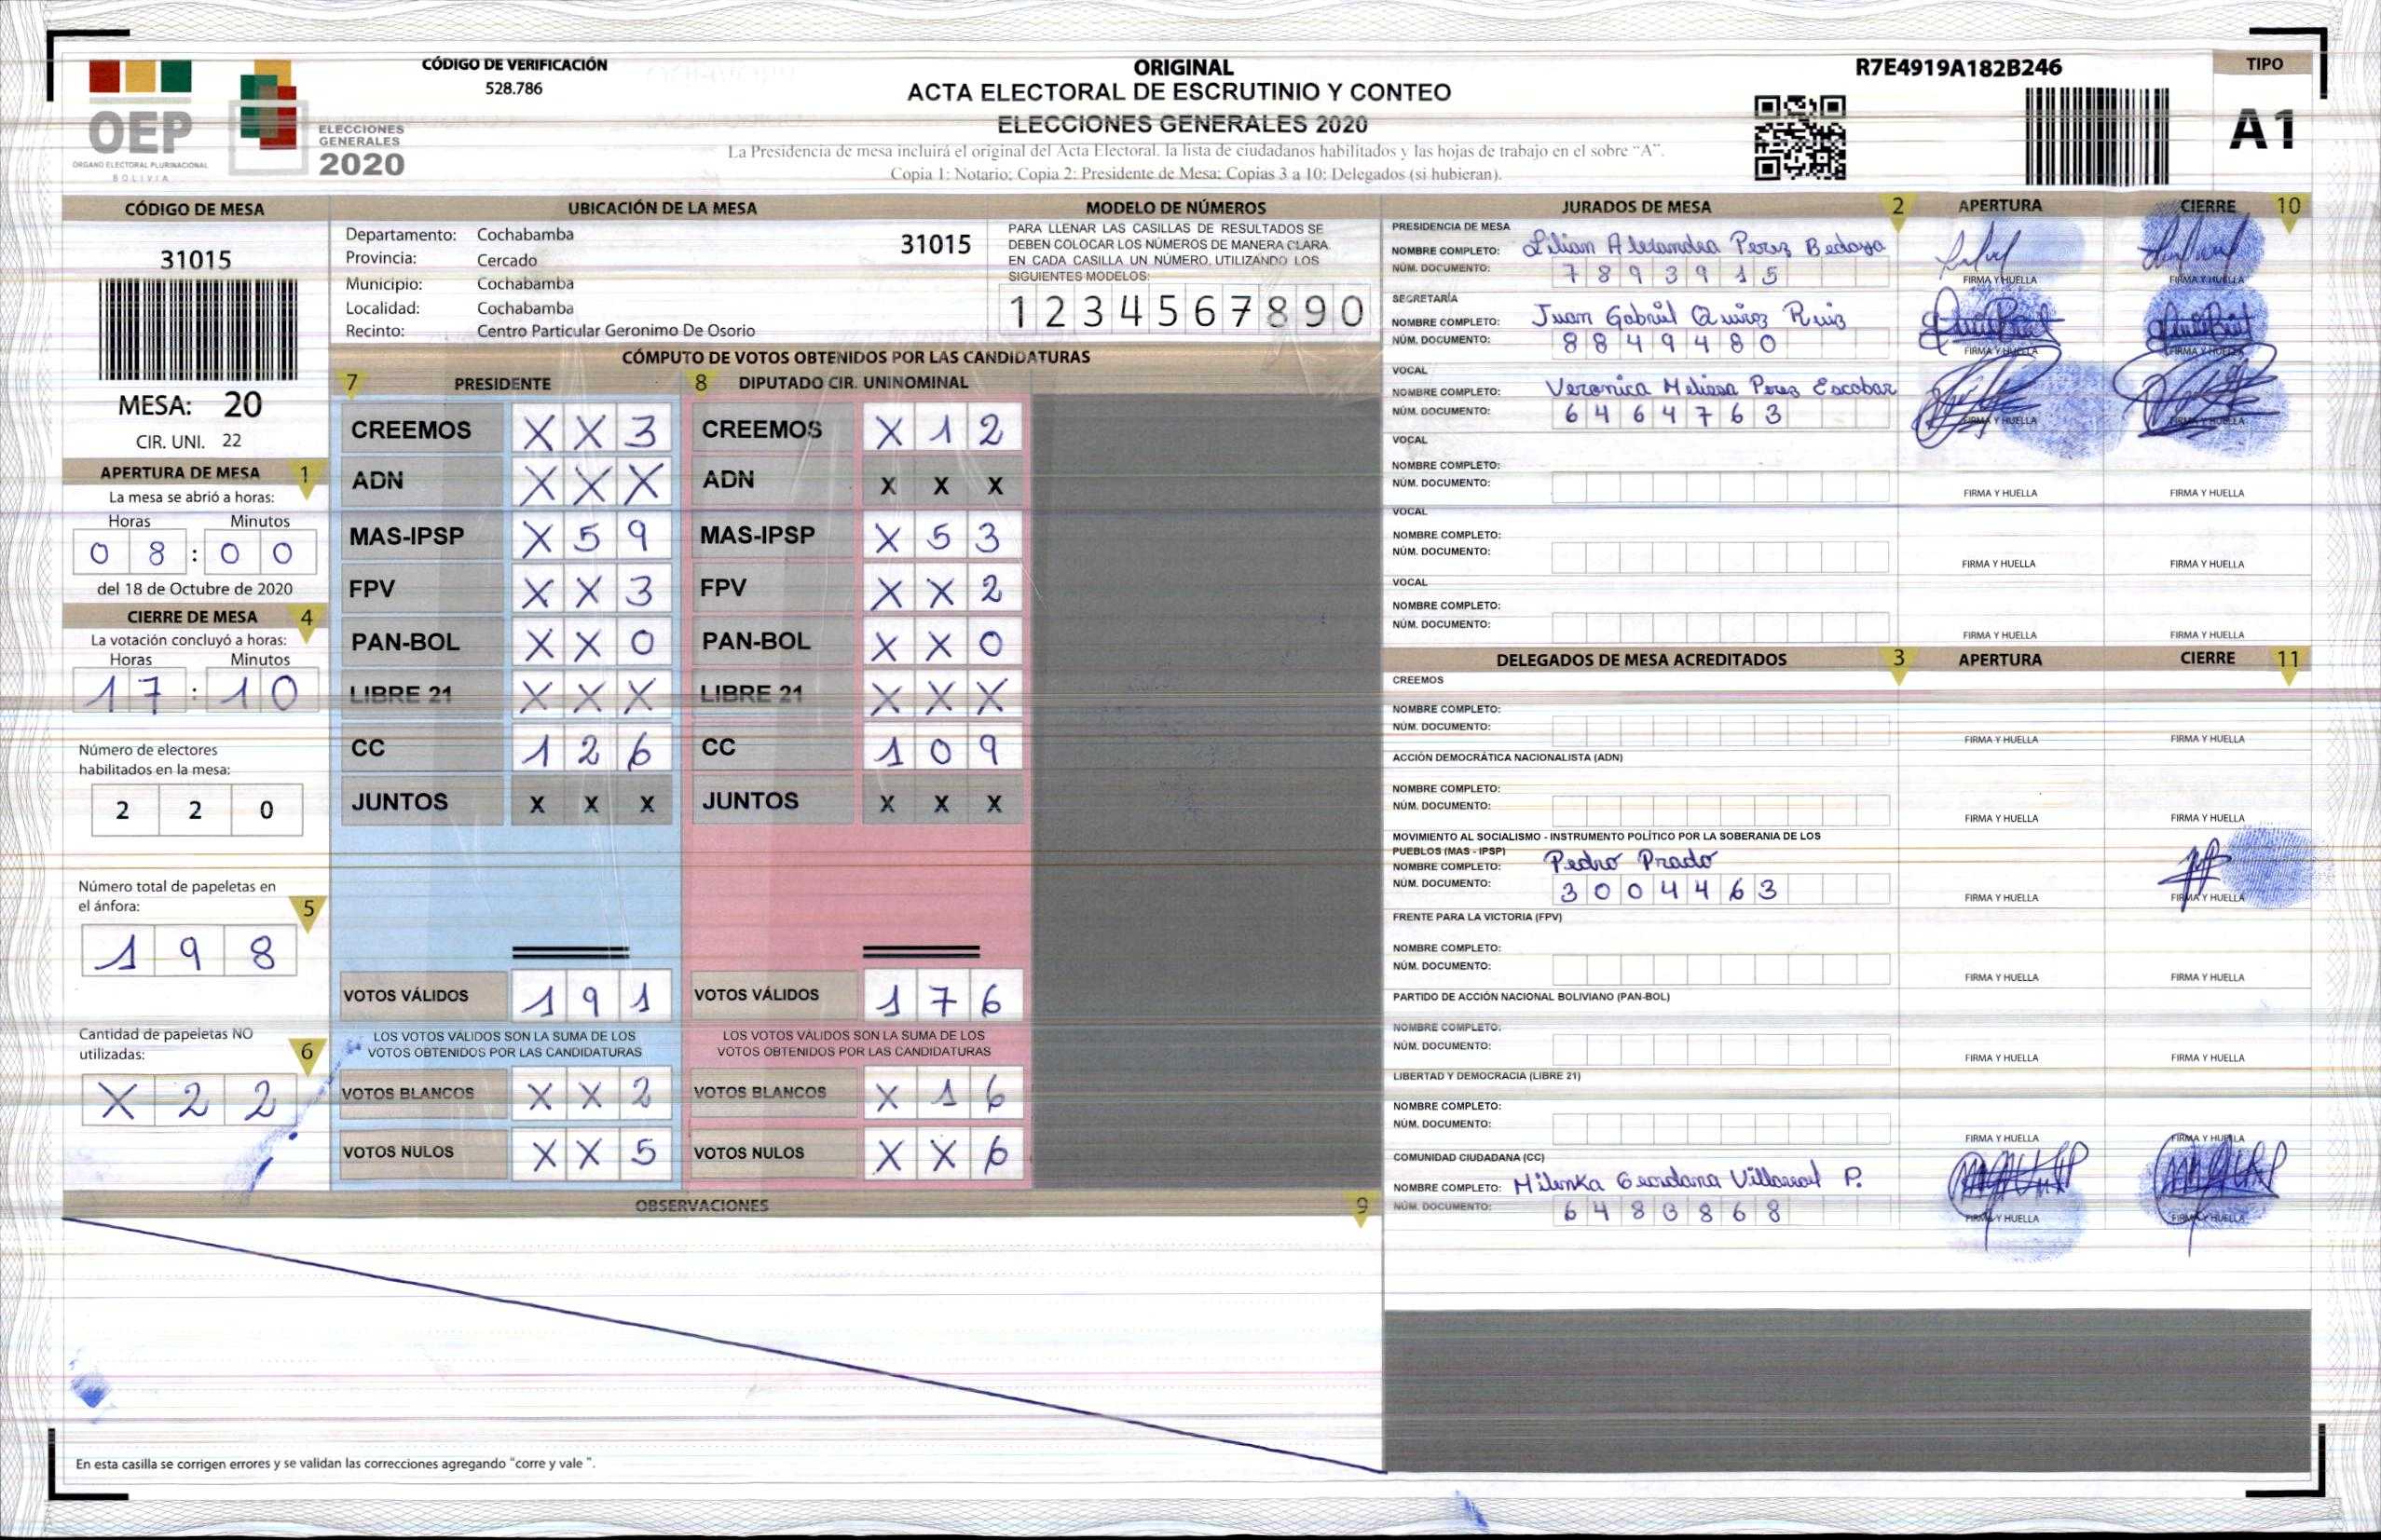 CÓDIGO DE VERIFICACIÓN
528.786
ORIGINAL
ACTA ELECTORAL DE ESCRUTINIO Y CONTEO
ELECCIONES GENERALES 2020
La Presidencia de mesa incluirá el original del Acta Electoral. la lista de ciudadanos habilitados y las hojas de trabajo en el sobre “A”.
Copia 1: Notario; Copia 2: Presidente de Mesa; Copias 3 a 10: Delegados (si hubieran).
R7E4919A182B246
TIPO
A1
OEP
ÓRGANO ELECTORAL PLURINACIONAL
BOLIVIA
ELECCIONES
GENERALES
2020
CÓDIGO DE MESA
31015
MESA: 20
CIR. UNI. 22
APERTURA DE MESA 1
La mesa se abrió a horas:
Horas Minutos
0 8 : 0 0
del 18 de Octubre de 2020
CIERRE DE MESA 4
La votación concluyó a horas:
Horas Minutos
1 7 : 1 0
Número de electores
habilitados en la mesa:
2 2 0
Número total de papeletas en
el ánfora: 5
1 9 8
Cantidad de papeletas NO
utilizadas: 6
X 2 2
UBICACIÓN DE LA MESA
Departamento: Cochabamba
Provincia: Cercado
Municipio: Cochabamba
Localidad: Cochabamba
Recinto: Centro Particular Geronimo De Osorio
31015
MODELO DE NÚMEROS
PARA LLENAR LAS CASILLAS DE RESULTADOS SE
DEBEN COLOCAR LOS NÚMEROS DE MANERA CLARA
EN CADA CASILLA UN NÚMERO, UTILIZANDO LOS
SIGUIENTES MODELOS:
1 2 3 4 5 6 7 8 9 0
CÓMPUTO DE VOTOS OBTENIDOS POR LAS CANDIDATURAS
7 PRESIDENTE
CREEMOS X X 3
ADN X X X
MAS-IPSP X 5 9
FPV X X 3
PAN-BOL X X 0
LIBRE 21 X X X
CC 1 2 6
JUNTOS X X X
VOTOS VÁLIDOS 1 9 1
LOS VOTOS VÁLIDOS SON LA SUMA DE LOS
VOTOS OBTENIDOS POR LAS CANDIDATURAS
VOTOS BLANCOS X X 2
VOTOS NULOS X X 5
8 DIPUTADO CIR. UNINOMINAL
CREEMOS X 1 2
ADN X X X
MAS-IPSP X 5 3
FPV X X 2
PAN-BOL X X 0
LIBRE 21 X X X
CC 1 0 9
JUNTOS X X X
VOTOS VÁLIDOS 1 7 6
LOS VOTOS VÁLIDOS SON LA SUMA DE LOS
VOTOS OBTENIDOS POR LAS CANDIDATURAS
VOTOS BLANCOS X 1 6
VOTOS NULOS X X 6
OBSERVACIONES 9
En esta casilla se corrigen errores y se validan las correcciones agregando “corre y vale ”.
JURADOS DE MESA 2 APERTURA CIERRE 10
PRESIDENCIA DE MESA
NOMBRE COMPLETO: Lilian Alexandra Perez Bedoya
NÚM. DOCUMENTO: 7 8 9 3 9 1 5
FIRMA Y HUELLA FIRMA Y HUELLA
SECRETARÍA
NOMBRE COMPLETO: Juan Gabriel Quiroz Ruiz
NÚM. DOCUMENTO: 8 8 4 9 4 8 0
FIRMA Y HUELLA FIRMA Y HUELLA
VOCAL
NOMBRE COMPLETO: Veronica Melissa Perez Escobar
NÚM. DOCUMENTO: 6 4 6 4 7 6 3
FIRMA Y HUELLA FIRMA Y HUELLA
VOCAL
NOMBRE COMPLETO:
NÚM. DOCUMENTO:
FIRMA Y HUELLA FIRMA Y HUELLA
VOCAL
NOMBRE COMPLETO:
NÚM. DOCUMENTO:
FIRMA Y HUELLA FIRMA Y HUELLA
VOCAL
NOMBRE COMPLETO:
NÚM. DOCUMENTO:
FIRMA Y HUELLA FIRMA Y HUELLA
DELEGADOS DE MESA ACREDITADOS 3 APERTURA CIERRE 11
CREEMOS
NOMBRE COMPLETO:
NÚM. DOCUMENTO:
FIRMA Y HUELLA FIRMA Y HUELLA
ACCIÓN DEMOCRÁTICA NACIONALISTA (ADN)
NOMBRE COMPLETO:
NÚM. DOCUMENTO:
FIRMA Y HUELLA FIRMA Y HUELLA
MOVIMIENTO AL SOCIALISMO - INSTRUMENTO POLÍTICO POR LA SOBERANIA DE LOS
PUEBLOS (MAS - IPSP)
NOMBRE COMPLETO: Pedro Prado
NÚM. DOCUMENTO: 3 0 0 4 4 6 3
FIRMA Y HUELLA FIRMA Y HUELLA
FRENTE PARA LA VICTORIA (FPV)
NOMBRE COMPLETO:
NÚM. DOCUMENTO:
FIRMA Y HUELLA FIRMA Y HUELLA
PARTIDO DE ACCIÓN NACIONAL BOLIVIANO (PAN-BOL)
NOMBRE COMPLETO:
NÚM. DOCUMENTO:
FIRMA Y HUELLA FIRMA Y HUELLA
LIBERTAD Y DEMOCRACIA (LIBRE 21)
NOMBRE COMPLETO:
NÚM. DOCUMENTO:
FIRMA Y HUELLA FIRMA Y HUELLA
COMUNIDAD CIUDADANA (CC)
NOMBRE COMPLETO: Milenka Geordana Villarroel P.
NÚM. DOCUMENTO: 6 4 8 0 8 6 8
FIRMA Y HUELLA FIRMA Y HUELLA